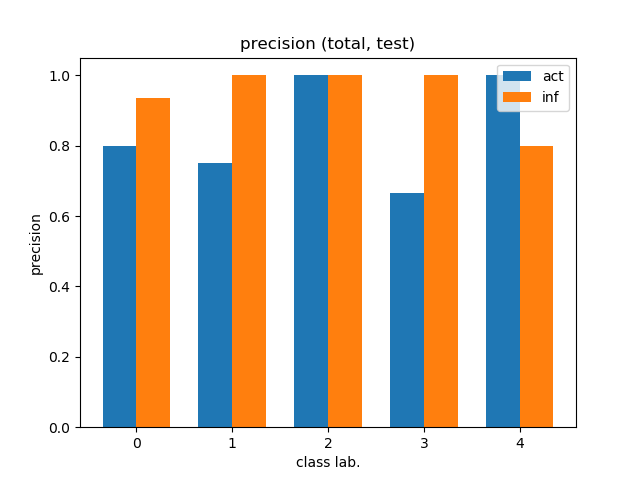 precision (total, test)
act
inf
1.0
0.8
0.6
0.4
0.2
0.0
precision
0 1 2 3 4
class lab.